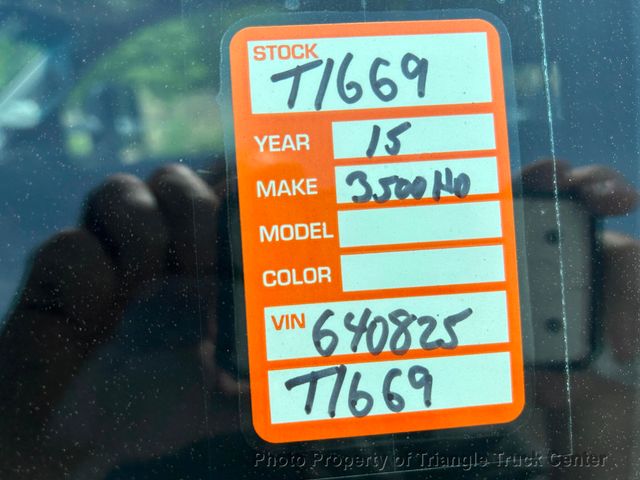 STOCK
T1669
YEAR 15
MAKE 3500HD
MODEL
COLOR
VIN 640825
T1669
Photo Property of Triangle Truck Center